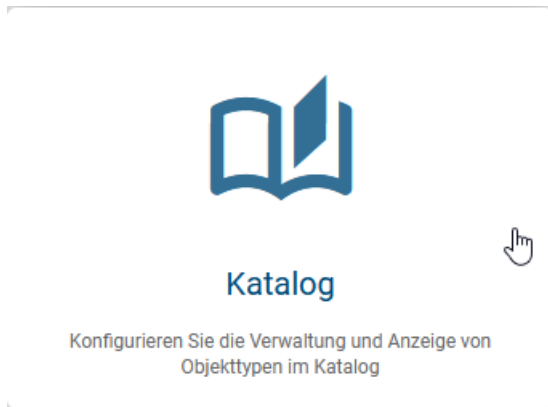 Katalog
Konfigurieren Sie die Verwaltung und Anzeige von
Objekttypen im Katalog